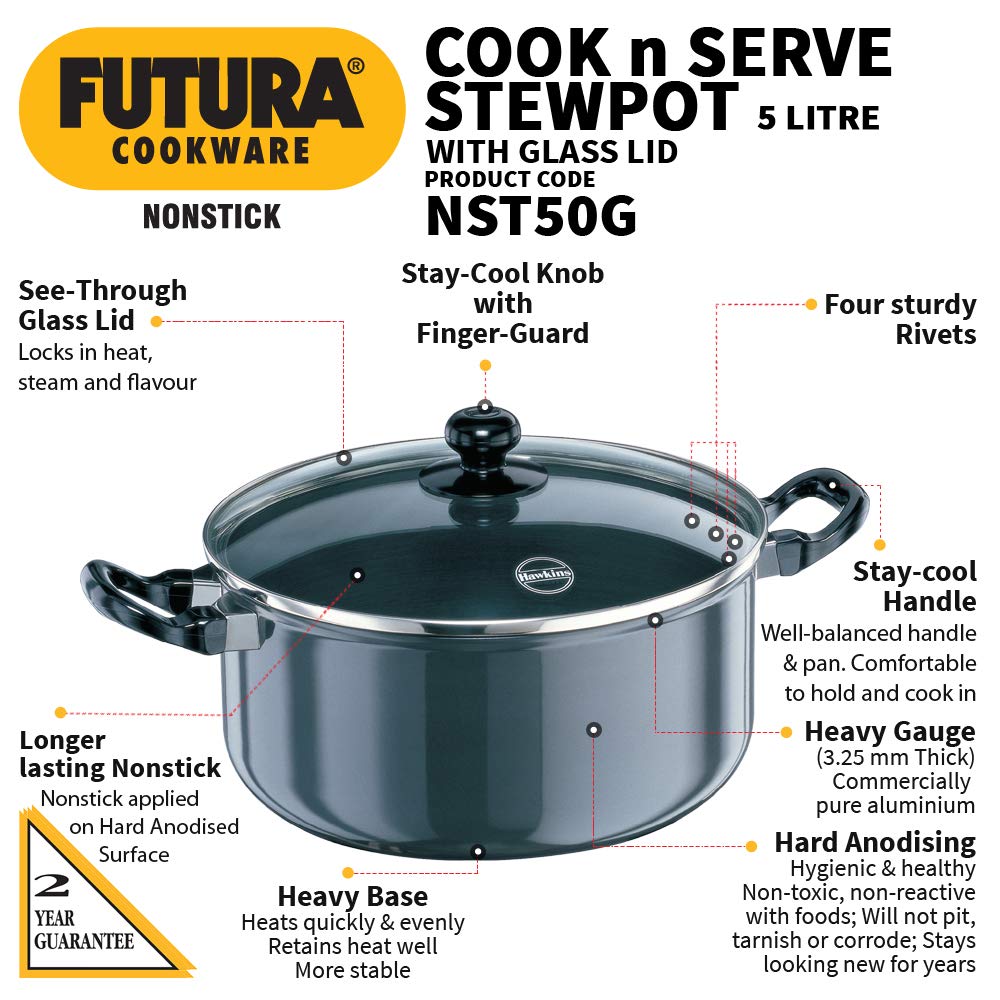 FUTURA®
COOKWARE
NONSTICK
COOK n SERVE
STEWPOT 5 LITRE
WITH GLASS LID
PRODUCT CODE
NST50G
See-Through
Glass Lid
Locks in heat,
steam and flavour
Stay-Cool Knob
with
Finger-Guard
Four sturdy
Rivets
Hawkins
Stay-cool
Handle
Well-balanced handle
& pan. Comfortable
to hold and cook in
Longer
lasting Nonstick
Nonstick applied
on Hard Anodised
Surface
Heavy Gauge
(3.25 mm Thick)
Commercially
pure aluminium
Hard Anodising
Hygienic & healthy
Non-toxic, non-reactive
with foods; Will not pit,
tarnish or corrode; Stays
looking new for years
Heavy Base
Heats quickly & evenly
Retains heat well
More stable
2
YEAR
GUARANTEE